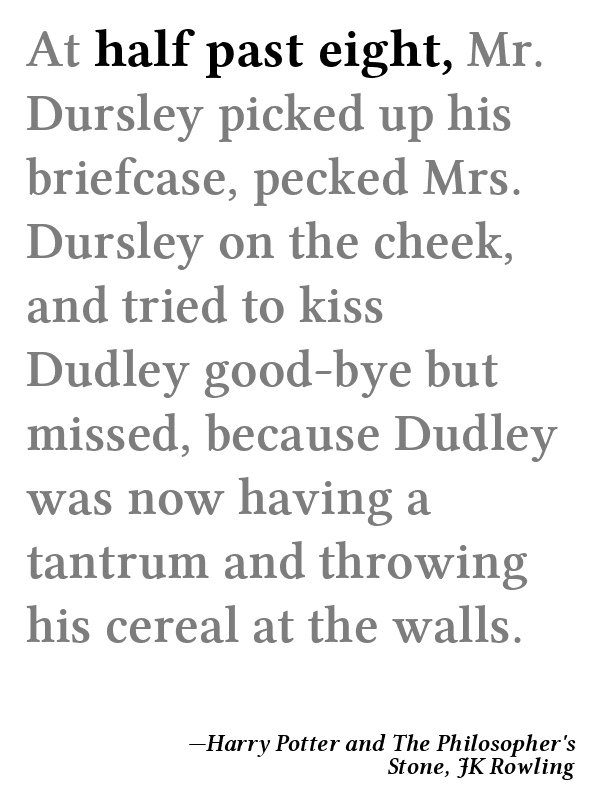 At half past eight, Mr.
Dursley picked up his
briefcase, pecked Mrs.
Dursley on the cheek,
and tried to kiss
Dudley good-bye but
missed, because Dudley
was now having a
tantrum and throwing
his cereal at the walls.
—Harry Potter and The Philosopher's
Stone, JK Rowling